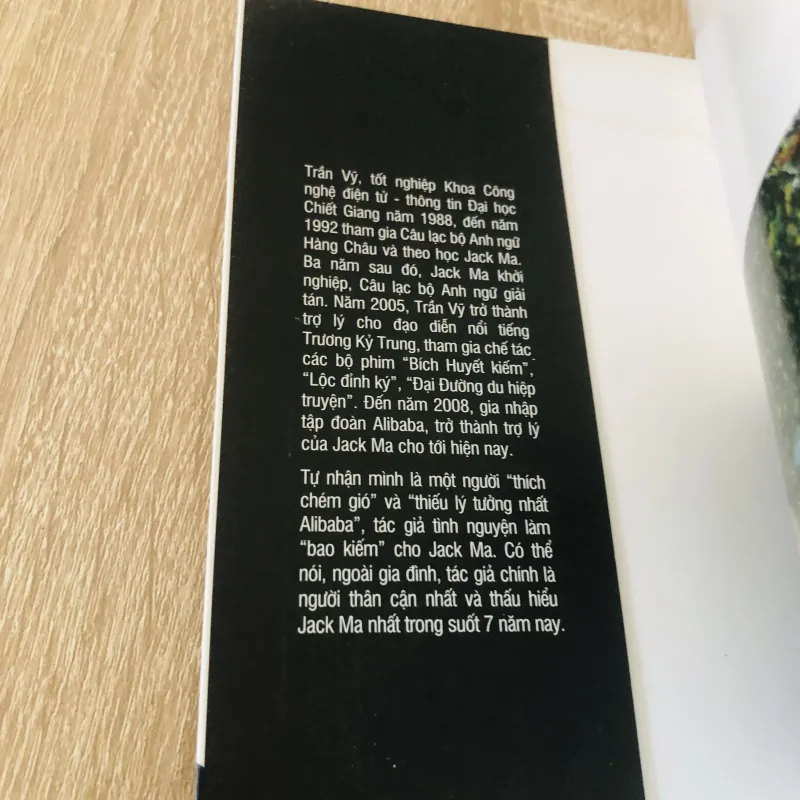 Trần Vỹ, tốt nghiệp Khoa Công
nghệ điện tử - thông tin Đại học
Chiết Giang năm 1988, đến năm
1992 tham gia Câu lạc bộ Anh ngữ
Hàng Châu và theo học Jack Ma.
Ba năm sau đó, Jack Ma khởi
nghiệp, Câu lạc bộ Anh ngữ giải
tán. Năm 2005, Trần Vỹ trở thành
trợ lý cho đạo diễn nổi tiếng
Trương Kỷ Trung, tham gia chế tác
các bộ phim “Bích Huyết kiếm”,
“Lộc đỉnh ký”, “Đại Đường du hiệp
truyện”. Đến năm 2008, gia nhập
tập đoàn Alibaba, trở thành trợ lý
của Jack Ma cho tới hiện nay.
Tự nhận mình là một người “thích
chém gió” và “thiếu lý tưởng nhất
Alibaba”, tác giả tình nguyện làm
“bao kiếm” cho Jack Ma. Có thể
nói, ngoài gia đình, tác giả chính là
người thân cận nhất và thấu hiểu
Jack Ma nhất trong suốt 7 năm nay.